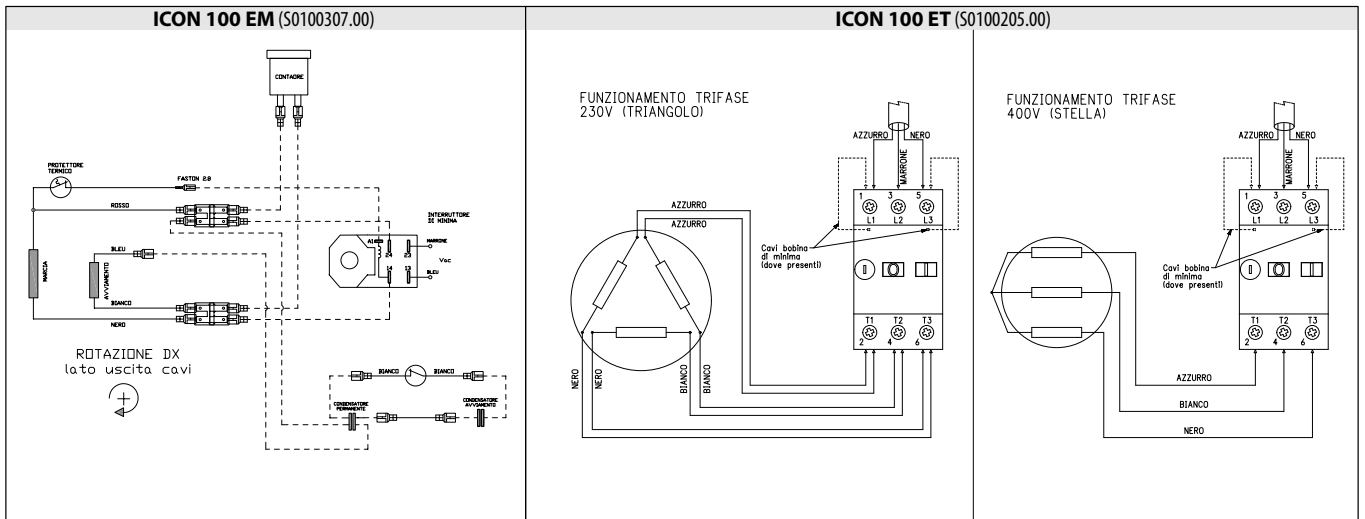 ICON 100 EM (S0100307.00)
ICON 100 ET (S0100205.00)
CONTAORE
PROTETTORE
TERMICO
FASTON 2.8
ROSSO
INTERRUTTORE
DI MINIMA
A1
24
23
MARRONE
Vac
14
13
BLEU
BLEU
MARCIA
AVVIAMENTO
BIANCO
NERO
ROTAZIONE DX
lato uscita cavi
BIANCO
BIANCO
CONDENSATORE
PERMANENTE
CONDENSATORE
AVVIAMENTO
FUNZIONAMENTO TRIFASE
230V (TRIANGOLO)
AZZURRO
NERO
MARRONE
1 3 5
L1 L2 L3
AZZURRO
AZZURRO
Cavi bobina
di minima
(dove presenti)
T1 T2 T3
2 4 6
NERO
NERO
BIANCO
BIANCO
FUNZIONAMENTO TRIFASE
400V (STELLA)
AZZURRO
NERO
MARRONE
1 3 5
L1 L2 L3
Cavi bobina
di minima
(dove presenti)
T1 T2 T3
2 4 6
AZZURRO
BIANCO
NERO